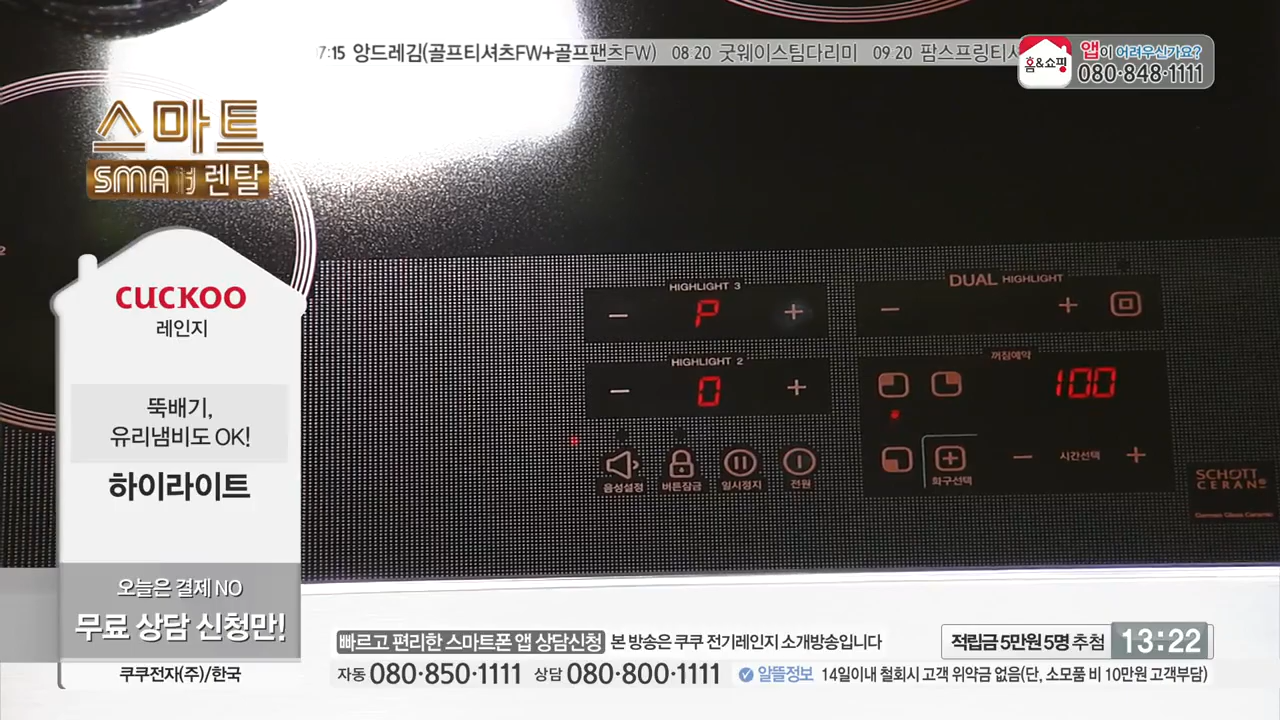 7:15 앙드레김(골프티셔츠FW+골프팬츠FW) 08 20 굿웨이스팀다리미 09 20 팜스프링티셔
홈&쇼핑
앱이 어려우신가요?
080·848·1111
스마트
SMA 렌탈
CUCKOO
레인지
뚝배기,
유리냄비도 OK!
하이라이트
오늘은 결제 NO
무료 상담 신청만!
쿠쿠전자(주)/한국
HIGHLIGHT 3
− P +
HIGHLIGHT 2
− 0 +
음성설정 버튼잠금 일시정지 전원
DUAL HIGHLIGHT
− +
꺼짐예약
100
화구선택
− 시간선택 +
SCHOTT
CERAN®
German Glass Ceramic
2
빠르고 편리한 스마트폰 앱 상담신청 본 방송은 쿠쿠 전기레인지 소개방송입니다
적립금 5만원 5명 추첨 13:22
자동 080·850·1111 상담 080·800·1111
알뜰정보 14일이내 철회시 고객 위약금 없음(단, 소모품 비 10만원 고객부담)